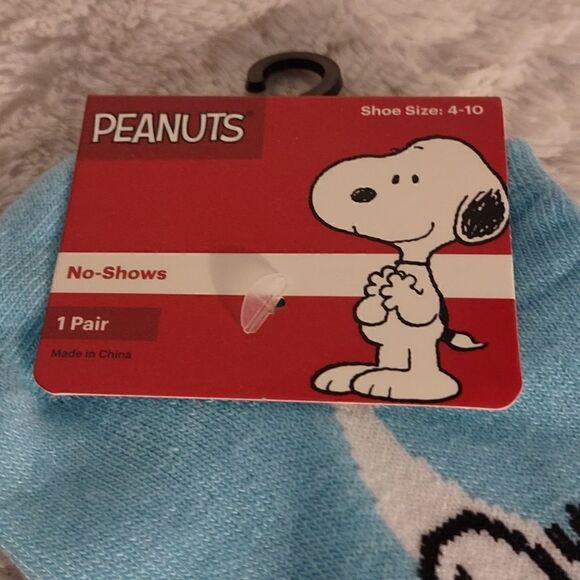 PEANUTS
Shoe Size: 4-10
No-Shows
1 Pair
Made in China